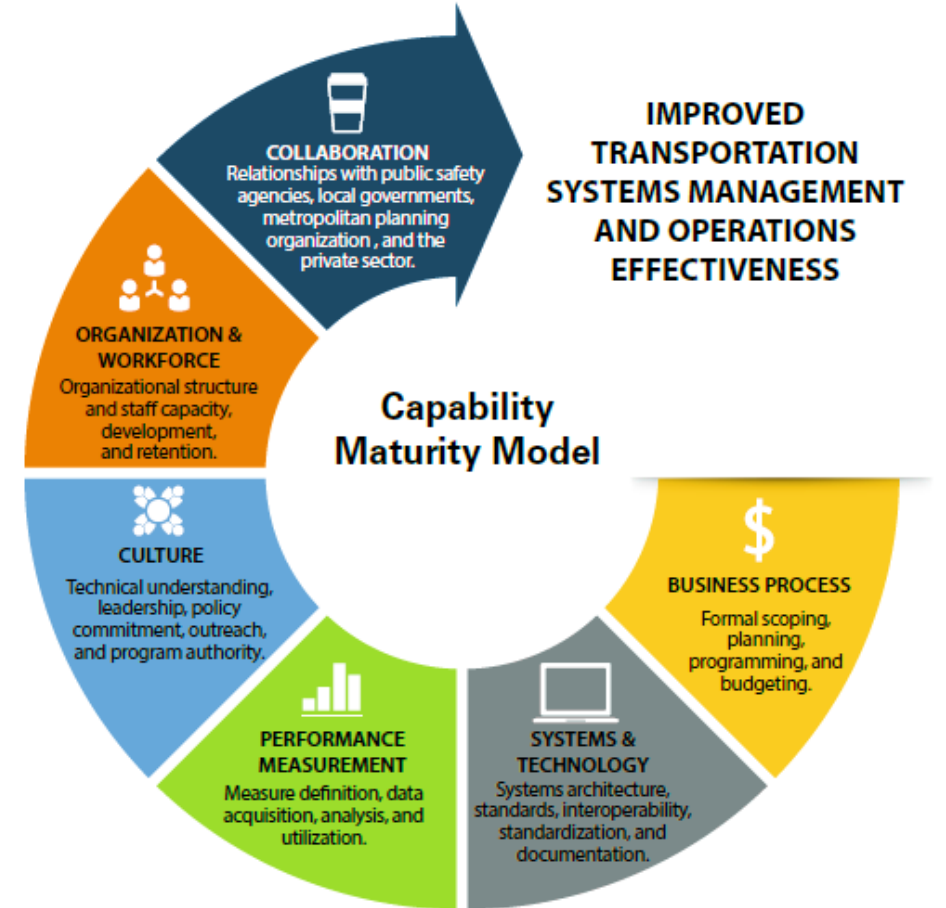 COLLABORATION
Relationships with public safety
agencies, local governments,
metropolitan planning
organization , and the
private sector.
IMPROVED
TRANSPORTATION
SYSTEMS MANAGEMENT
AND OPERATIONS
EFFECTIVENESS
ORGANIZATION &
WORKFORCE
Organizational structure
and staff capacity,
development,
and retention.
Capability
Maturity Model
CULTURE
Technical understanding,
leadership, policy
commitment, outreach,
and program authority.
$
BUSINESS PROCESS
Formal scoping,
planning,
programming, and
budgeting.
PERFORMANCE
MEASUREMENT
Measure definition, data
acquisition, analysis, and
utilization.
SYSTEMS &
TECHNOLOGY
Systems architecture,
standards, interoperability,
standardization, and
documentation.